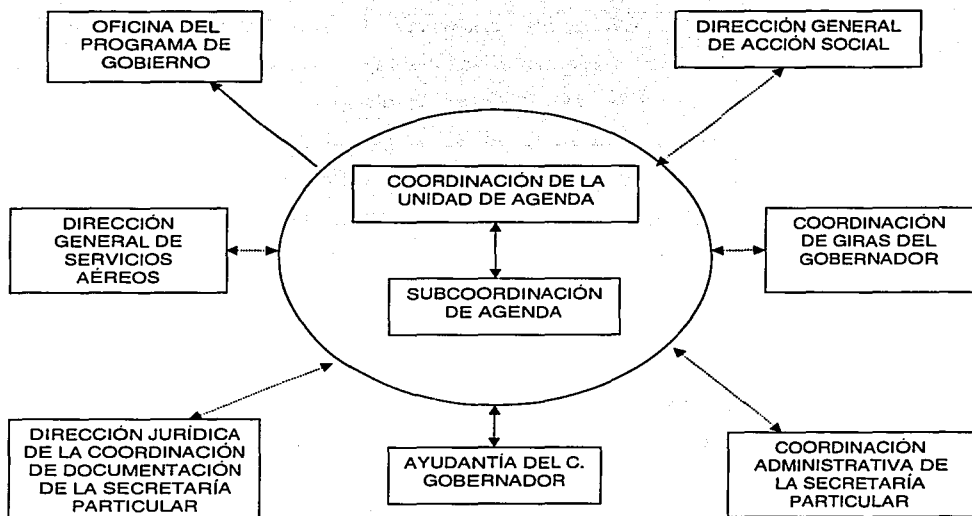 OFICINA DEL
PROGRAMA DE
GOBIERNO
DIRECCIÓN GENERAL
DE ACCIÓN SOCIAL
COORDINACIÓN DE LA
UNIDAD DE AGENDA
DIRECCIÓN
GENERAL DE
SERVICIOS
AÉREOS
COORDINACIÓN
DE GIRAS DEL
GOBERNADOR
SUBCOORDINACIÓN
DE AGENDA
DIRECCIÓN JURÍDICA
DE LA COORDINACIÓN
DE DOCUMENTACIÓN
DE LA SECRETARÍA
PARTICULAR
AYUDANTÍA DEL C.
GOBERNADOR
COORDINACIÓN
ADMINISTRATIVA DE
LA SECRETARÍA
PARTICULAR